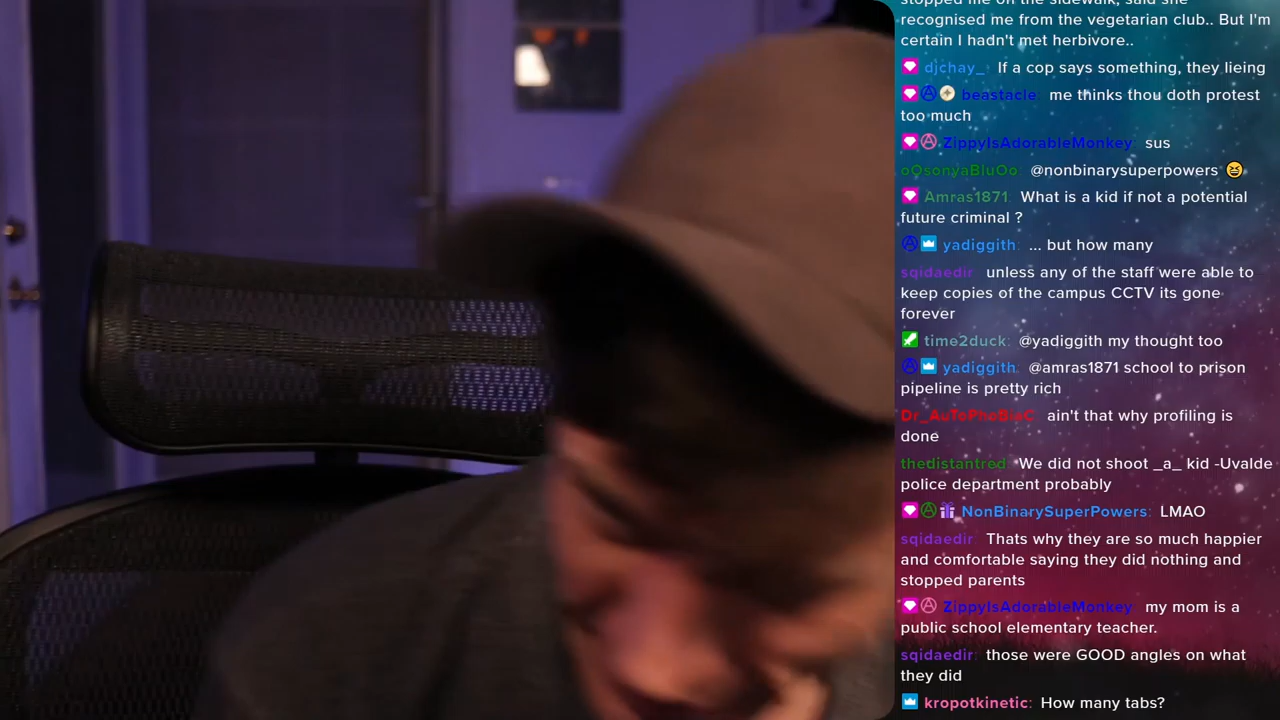 stopped me on the sidewalk, said she
recognised me from the vegetarian club.. But I'm
certain I hadn't met herbivore..
djchay_: If a cop says something, they lieing
beastacle: me thinks thou doth protest
too much
ZippyIsAdorableMonkey: sus
oOsonyaBluOo: @nonbinarysuperpowers 😆
Amras1871: What is a kid if not a potential
future criminal ?
yadiggith: ... but how many
sqidaedir: unless any of the staff were able to
keep copies of the campus CCTV its gone
forever
time2duck: @yadiggith my thought too
yadiggith: @amras1871 school to prison
pipeline is pretty rich
Dr_AuToPhoBicC: ain't that why profiling is
done
thedistantred: We did not shoot _a_ kid -Uvalde
police department probably
NonBinarySuperPowers: LMAO
sqidaedir: Thats why they are so much happier
and comfortable saying they did nothing and
stopped parents
ZippyIsAdorableMonkey: my mom is a
public school elementary teacher.
sqidaedir: those were GOOD angles on what
they did
kropotkinetic: How many tabs?